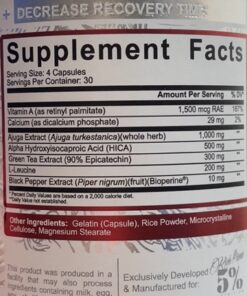 + DECREASE RECOVERY TIME
Supplement Facts
Serving Size: 4 Capsules
Servings Per Container: 30
Amount Per Serving % DV*
Vitamin A (as retinyl palmitate) 1,500 mcg RAE 167%
Calcium (as dicalcium phosphate) 29 mg 2%
Ajuga Extract (Ajuga turkestanica)(whole herb) 1,000 mg **
Alpha Hydroxyisocaproic Acid (HICA) 500 mg **
Green Tea Extract (90% Epicatechin) 300 mg **
L-Leucine 200 mg **
Black Pepper Extract (Piper nigrum)(fruit)(Bioperine®) 10 mg **
*Percent Daily Values are based on a 2,000 calorie diet.
**Daily Value not established.
Other Ingredients: Gelatin (Capsule), Rice Powder, Microcrystalline
Cellulose, Magnesium Stearate
This product was produced in a
facility that may also process
ingredients containing milk, egg,
Exclusively Developed
& Manufactured for:
5%